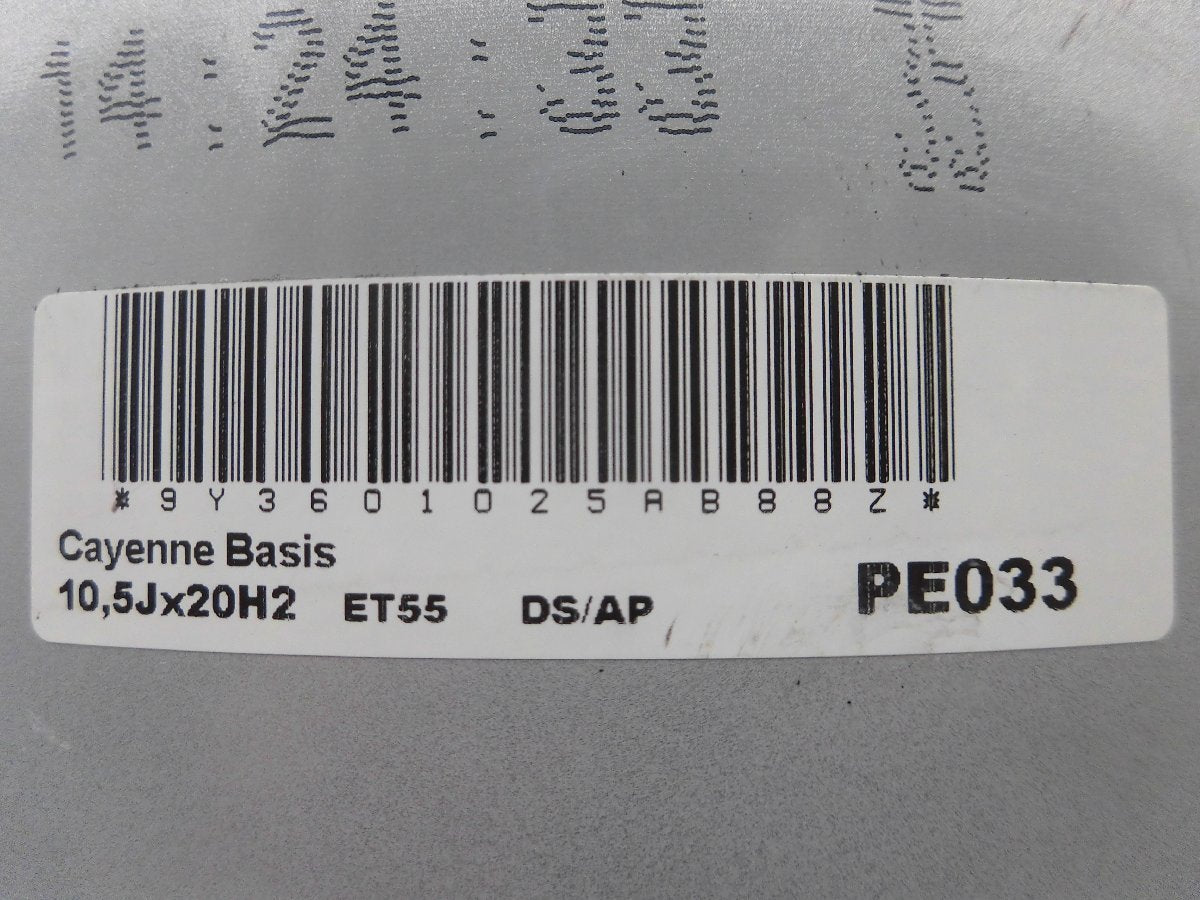 14:24:33
*9Y3601025AB88Z*
Cayenne Basis
10,5Jx20H2 ET55 DS/AP PE033